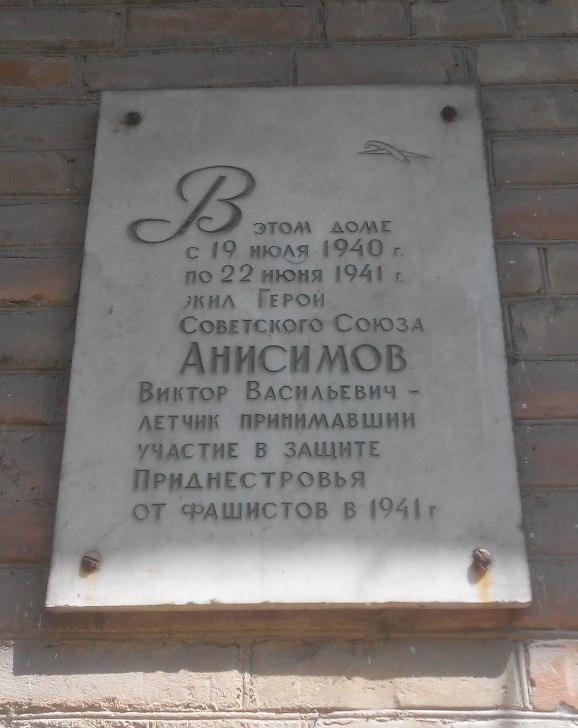 В этом доме
с 19 июля 1940 г.
по 22 июня 1941 г.
жил Герой
Советского Союза
Анисимов
Виктор Васильевич –
летчик принимавший
участие в защите
Приднестровья
от фашистов в 1941 г